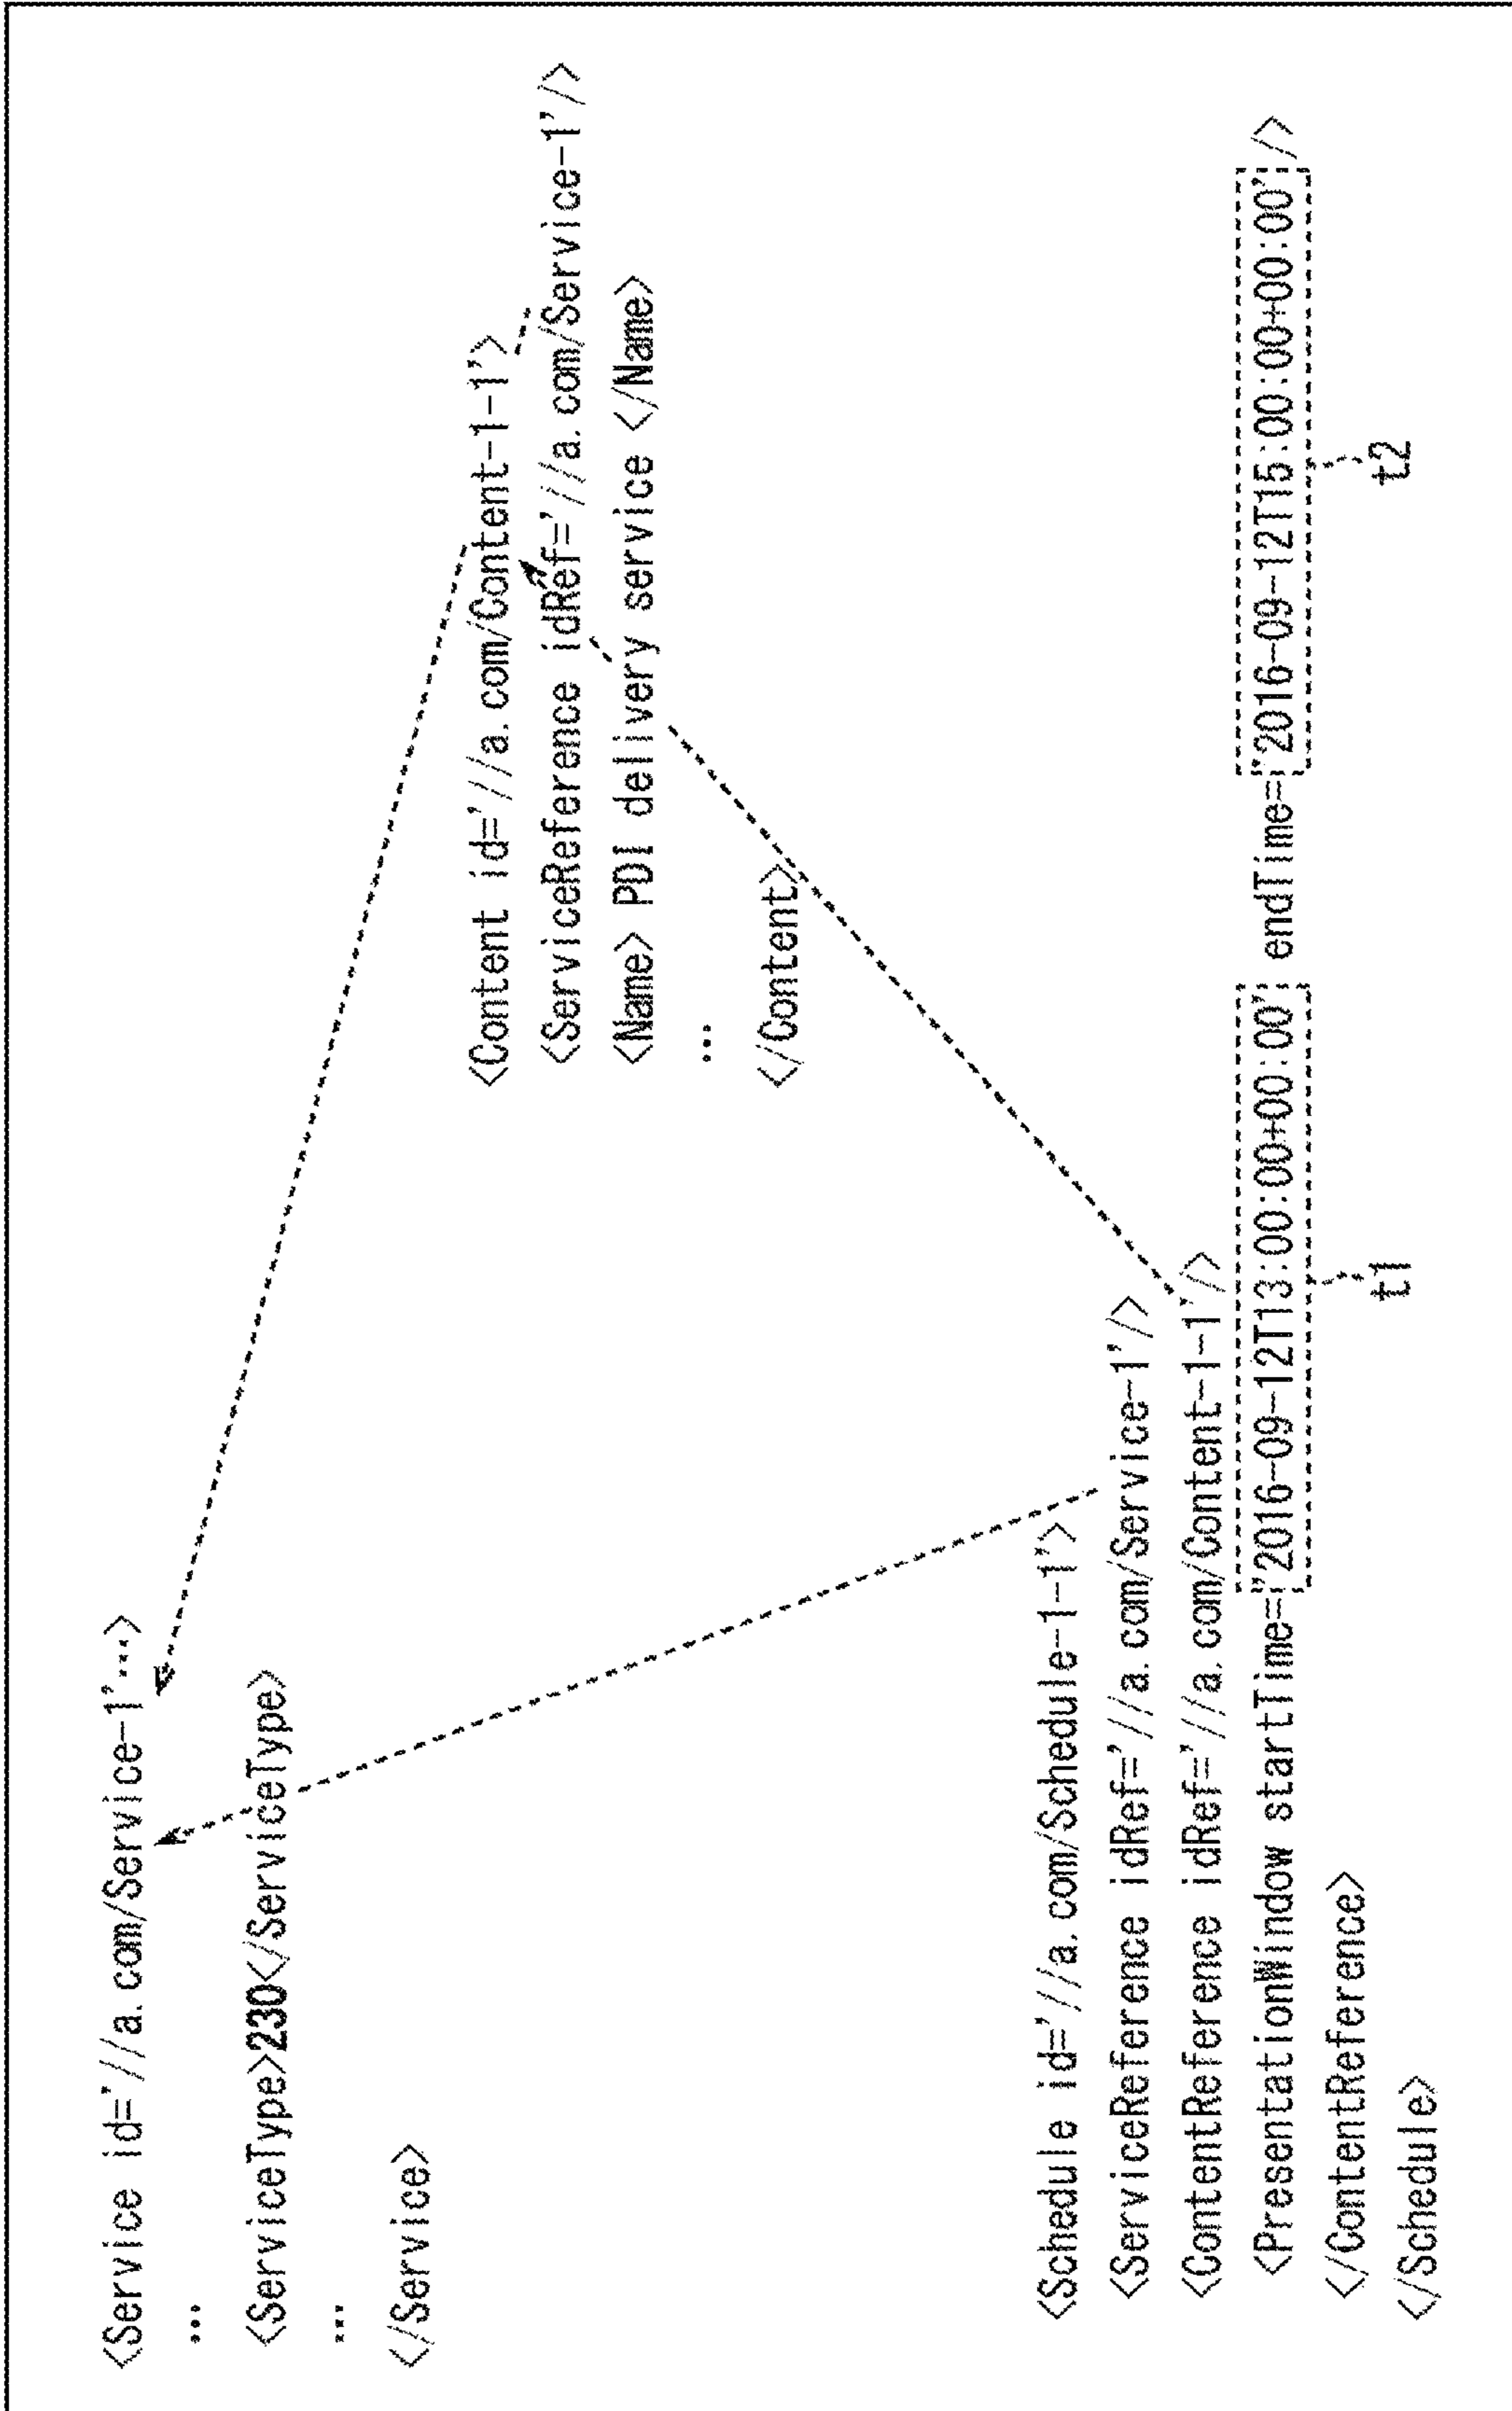 <Service id='//a.com/Service-1'...>
...
<ServiceType>230</ServiceType>
...
</Service>
<Content id='//a.com/Content-1-1'>
<ServiceReference idRef='//a.com/Service-1'/>
<Name> PDI delivery service </Name>
...
</Content>
<Schedule id='//a.com/Schedule-1-1'>
<ServiceReference idRef='//a.com/Service-1'/>
<ContentReference idRef='//a.com/Content-1-1'/>
<PresentationWindow startTime='2016-09-12T13:00:00+00:00' endTime='2016-09-12T15:00:00+00:00'/>
t1 t2
</ContentReference>
</Schedule>